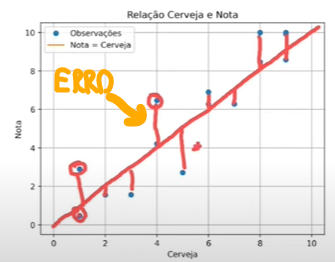 Relação Cerveja e Nota
Observações
Nota = Cerveja
ERRO
10
8
6
4
2
0
Nota
0 2 4 6 8 10
Cerveja